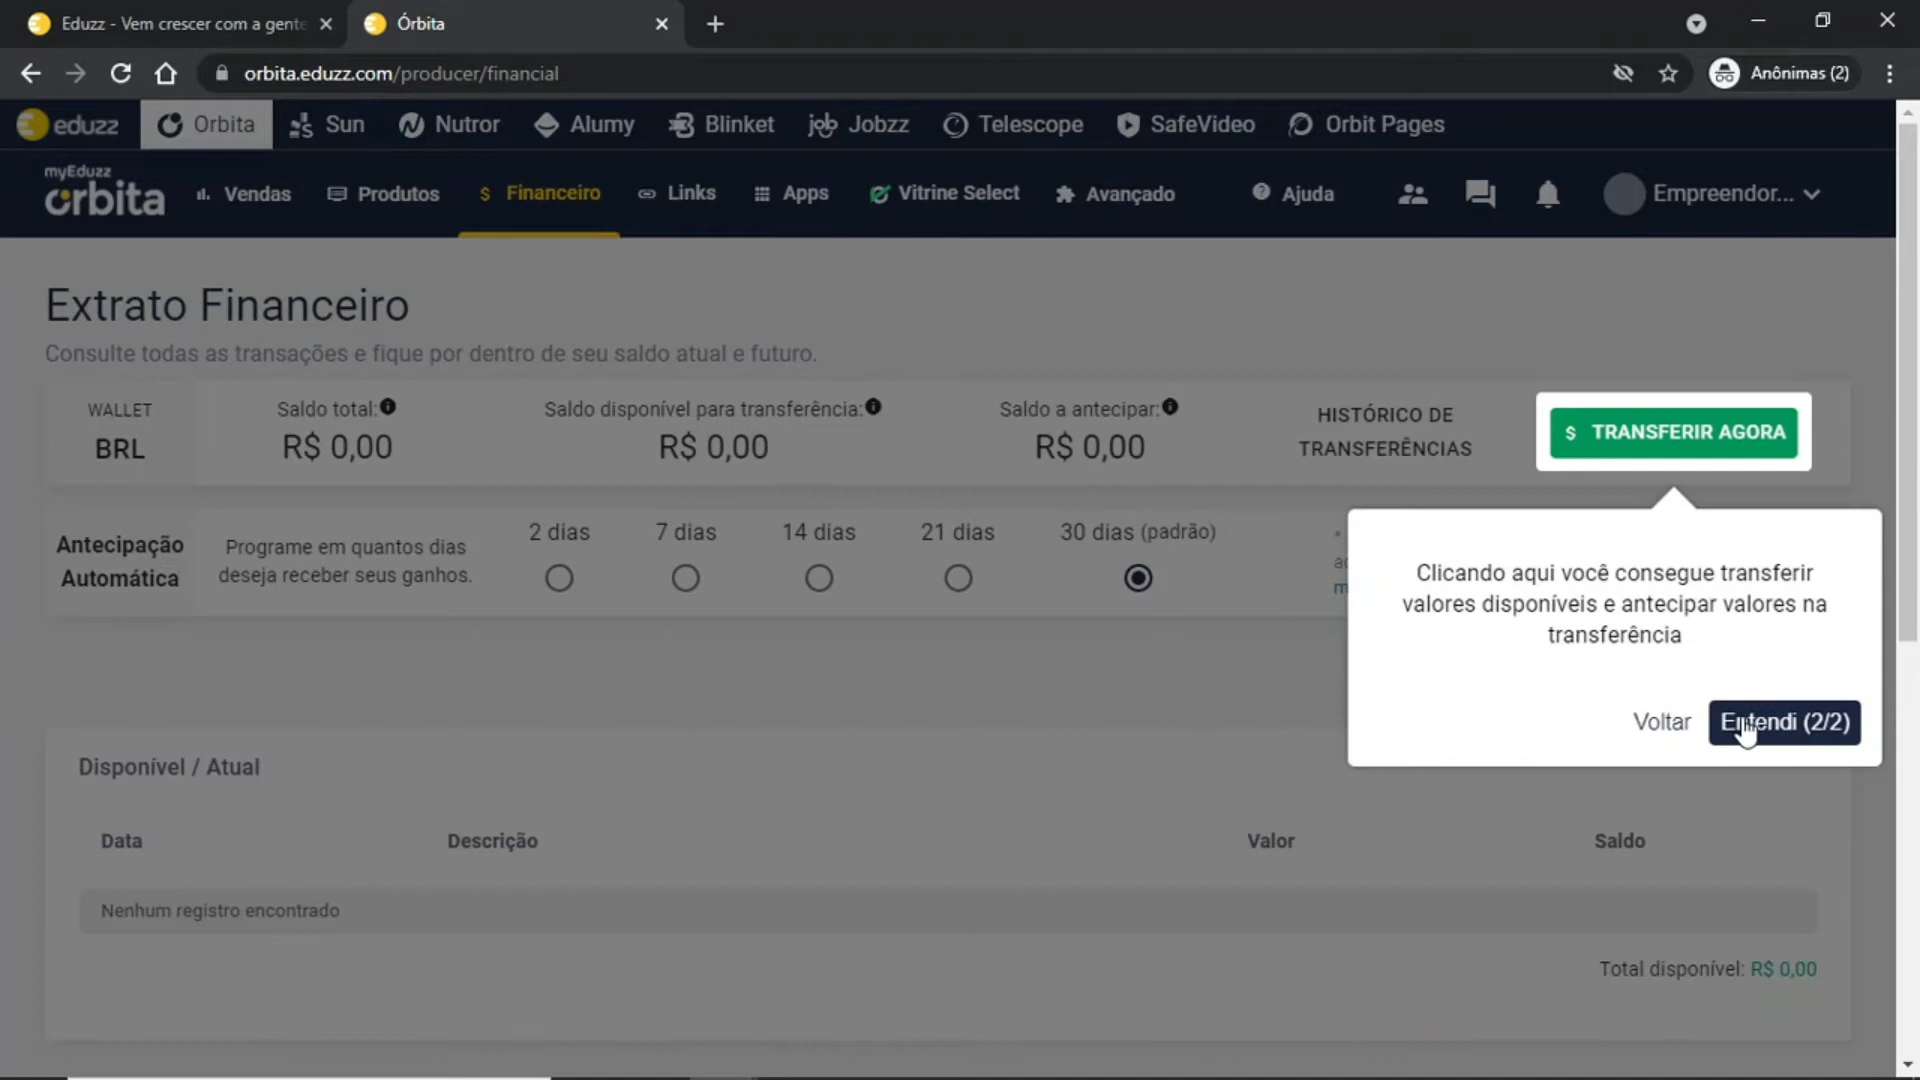 Eduzz - Vem crescer com a gente
Órbita
orbita.eduzz.com/producer/financial
Anônimas (2)
eduzz
Orbita
Sun
Nutror
Alumy
Blinket
job Jobzz
Telescope
SafeVideo
Orbit Pages
myEduzz
orbita
Vendas
Produtos
$ Financeiro
Links
Apps
Vitrine Select
Avançado
Ajuda
Empreendor...
Extrato Financeiro
Consulte todas as transações e fique por dentro de seu saldo atual e futuro.
WALLET
BRL
Saldo total:
R$ 0,00
Saldo disponível para transferência:
R$ 0,00
Saldo a antecipar:
R$ 0,00
HISTÓRICO DE
TRANSFERÊNCIAS
$ TRANSFERIR AGORA
Antecipação
Automática
Programe em quantos dias
deseja receber seus ganhos.
2 dias
7 dias
14 dias
21 dias
30 dias (padrão)
Clicando aqui você consegue transferir
valores disponíveis e antecipar valores na
transferência
Voltar
Entendi (2/2)
Disponível / Atual
Data
Descrição
Valor
Saldo
Nenhum registro encontrado
Total disponível: R$ 0,00